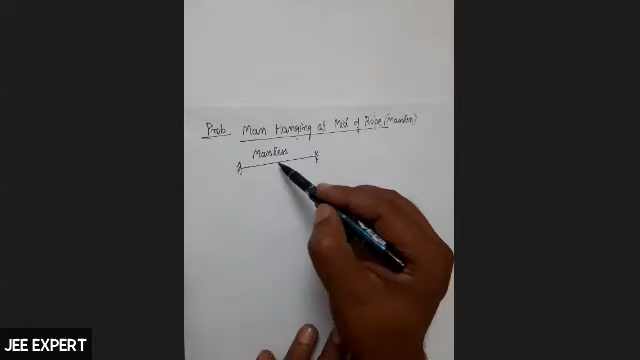 Prob. Man Hanging at Mid of Rope (Massless)
Massless
JEE EXPERT